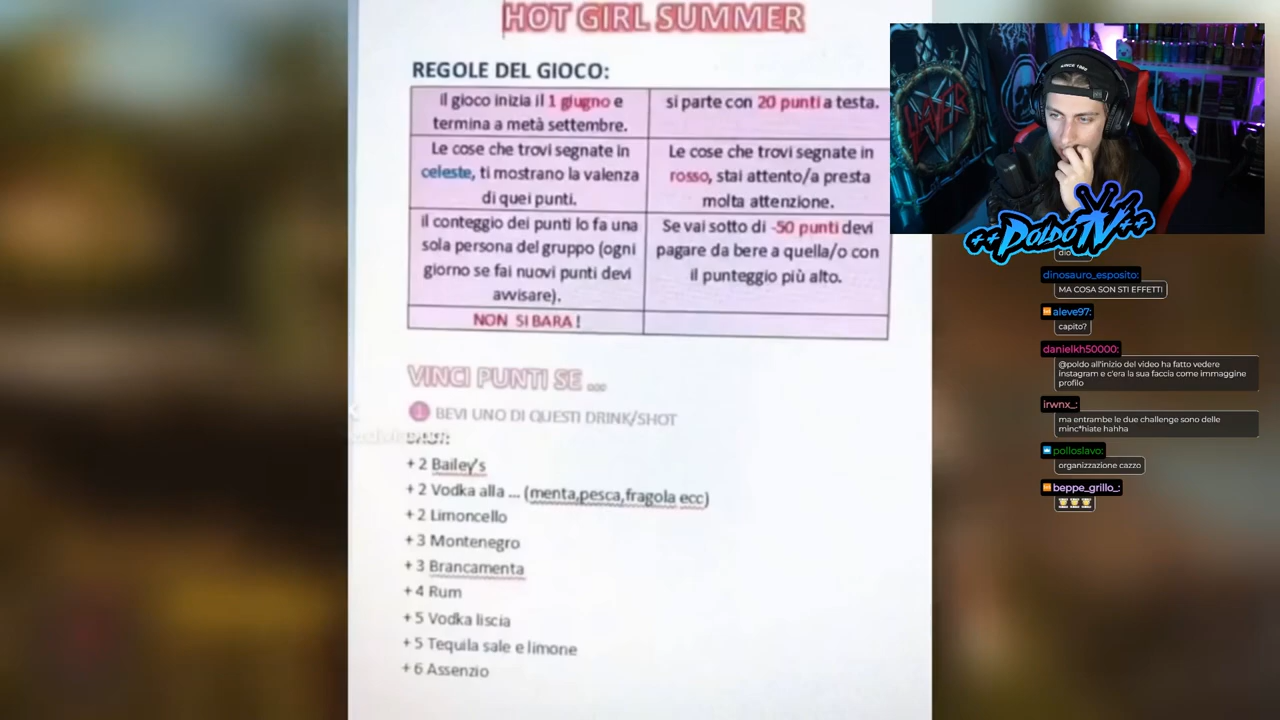 HOT GIRL SUMMER
REGOLE DEL GIOCO:
il gioco inizia il 1 giugno e
termina a metà settembre.
si parte con 20 punti a testa.
Le cose che trovi segnate in
celeste, ti mostrano la valenza
di quei punti.
Le cose che trovi segnate in
rosso, stai attento/a presta
molta attenzione.
il conteggio dei punti lo fa una
sola persona del gruppo (ogni
giorno se fai nuovi punti devi
avvisare).
Se vai sotto di -50 punti devi
pagare da bere a quella/o con
il punteggio più alto.
NON SI BARA !
VINCI PUNTI SE ...
1 BEVI UNO DI QUESTI DRINK/SHOT
+ 2 Bailey's
+ 2 Vodka alla ... (menta,pesca,fragola ecc)
+ 2 Limoncello
+ 3 Montenegro
+ 3 Brancamenta
+ 4 Rum
+ 5 Vodka liscia
+ 5 Tequila sale e limone
+ 6 Assenzio
SLAYER
SINCE 1998
++POLDOTV++
dio
dinosauro_esposito:
MA COSA SON STI EFFETTI
aleve97:
capito?
danielkh50000:
@poldo all'inizio del video ha fatto vedere
instagram e c'era la sua faccia come immaggine
profilo
irwnx_:
ma entrambe le due challenge sono delle
minc*hiate hahha
polloslavo:
organizzazione cazzo
beppe_grillo_: